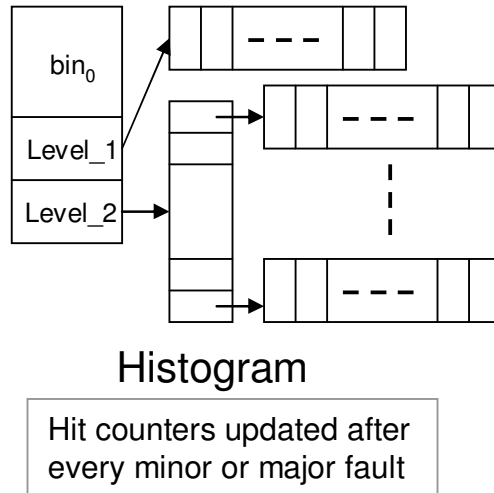 bin0
Level_1
Level_2
Histogram
Hit counters updated after
every minor or major fault